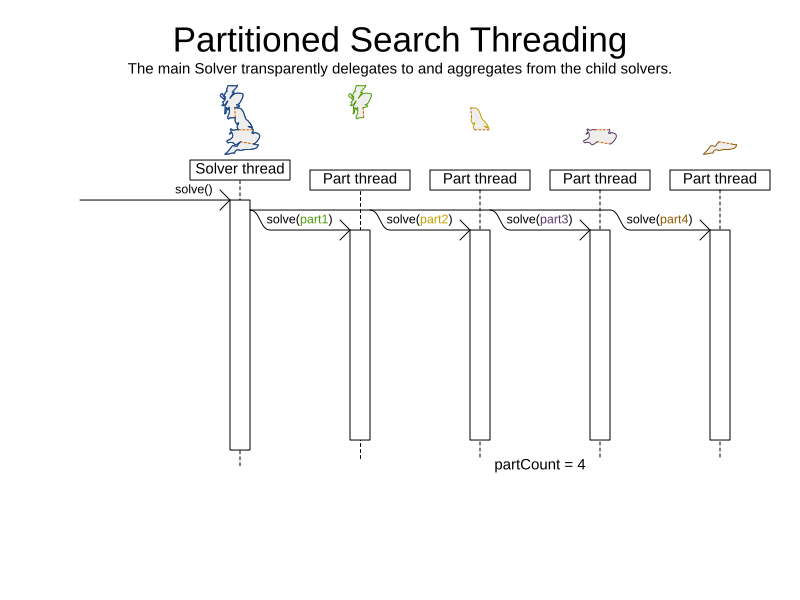 Partitioned Search Threading
The main Solver transparently delegates to and aggregates from the child solvers.
Solver thread
Part thread
Part thread
Part thread
Part thread
solve()
solve(part1)
solve(part2)
solve(part3)
solve(part4)
partCount = 4